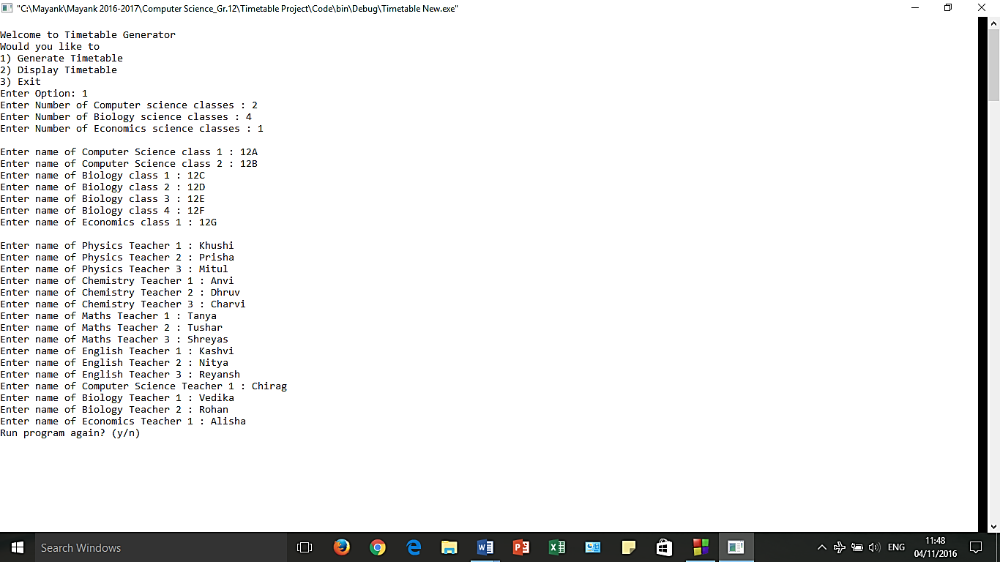 "C:\Mayank\Mayank 2016-2017\Computer Science_Gr.12\Timetable Project\Code\bin\Debug\Timetable New.exe"
Welcome to Timetable Generator
Would you like to
1) Generate Timetable
2) Display Timetable
3) Exit
Enter Option: 1
Enter Number of Computer science classes : 2
Enter Number of Biology science classes : 4
Enter Number of Economics science classes : 1
Enter name of Computer Science class 1 : 12A
Enter name of Computer Science class 2 : 12B
Enter name of Biology class 1 : 12C
Enter name of Biology class 2 : 12D
Enter name of Biology class 3 : 12E
Enter name of Biology class 4 : 12F
Enter name of Economics class 1 : 12G
Enter name of Physics Teacher 1 : Khushi
Enter name of Physics Teacher 2 : Prisha
Enter name of Physics Teacher 3 : Mitul
Enter name of Chemistry Teacher 1 : Anvi
Enter name of Chemistry Teacher 2 : Dhruv
Enter name of Chemistry Teacher 3 : Charvi
Enter name of Maths Teacher 1 : Tanya
Enter name of Maths Teacher 2 : Tushar
Enter name of Maths Teacher 3 : Shreyas
Enter name of English Teacher 1 : Kashvi
Enter name of English Teacher 2 : Nitya
Enter name of English Teacher 3 : Reyansh
Enter name of Computer Science Teacher 1 : Chirag
Enter name of Biology Teacher 1 : Vedika
Enter name of Biology Teacher 2 : Rohan
Enter name of Economics Teacher 1 : Alisha
Run program again? (y/n)
Search Windows
ENG
11:48
04/11/2016